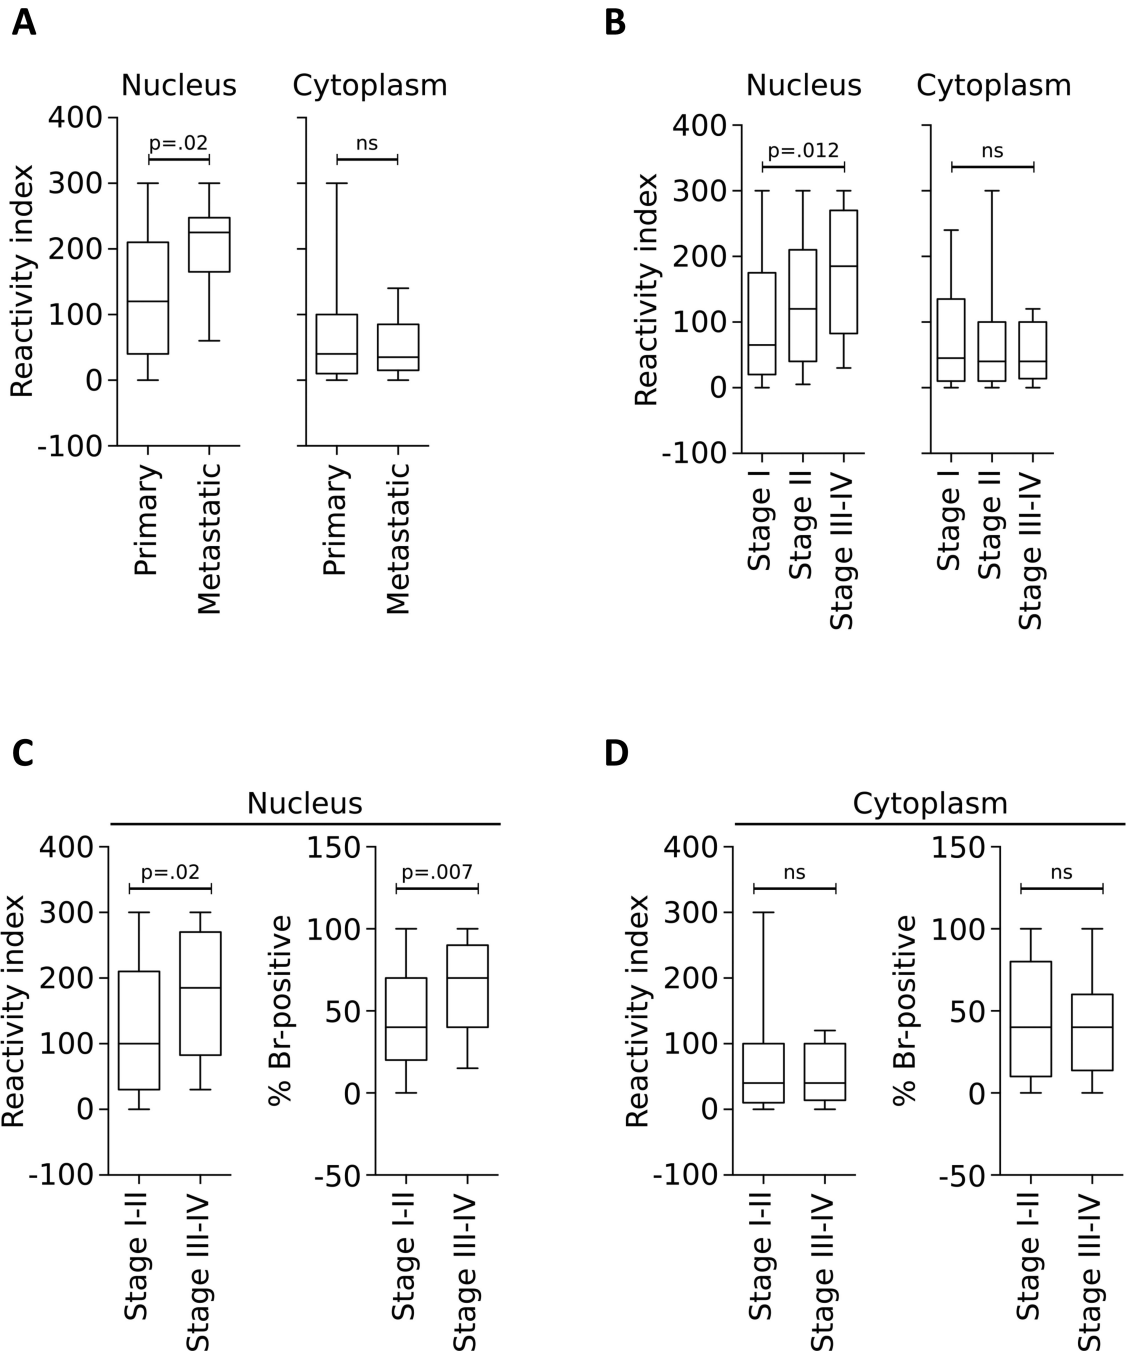 A
Nucleus
Cytoplasm
Reactivity index
400
300
200
100
0
-100
p=.02
ns
Primary
Metastatic
Primary
Metastatic
B
Nucleus
Cytoplasm
Reactivity index
400
300
200
100
0
-100
p=.012
ns
Stage I
Stage II
Stage III-IV
Stage I
Stage II
Stage III-IV
C
Nucleus
Reactivity index
400
300
200
100
0
-100
p=.02
Stage I-II
Stage III-IV
% Br-positive
150
100
50
0
-50
p=.007
Stage I-II
Stage III-IV
D
Cytoplasm
Reactivity index
400
300
200
100
0
-100
ns
Stage I-II
Stage III-IV
% Br-positive
150
100
50
0
-50
ns
Stage I-II
Stage III-IV